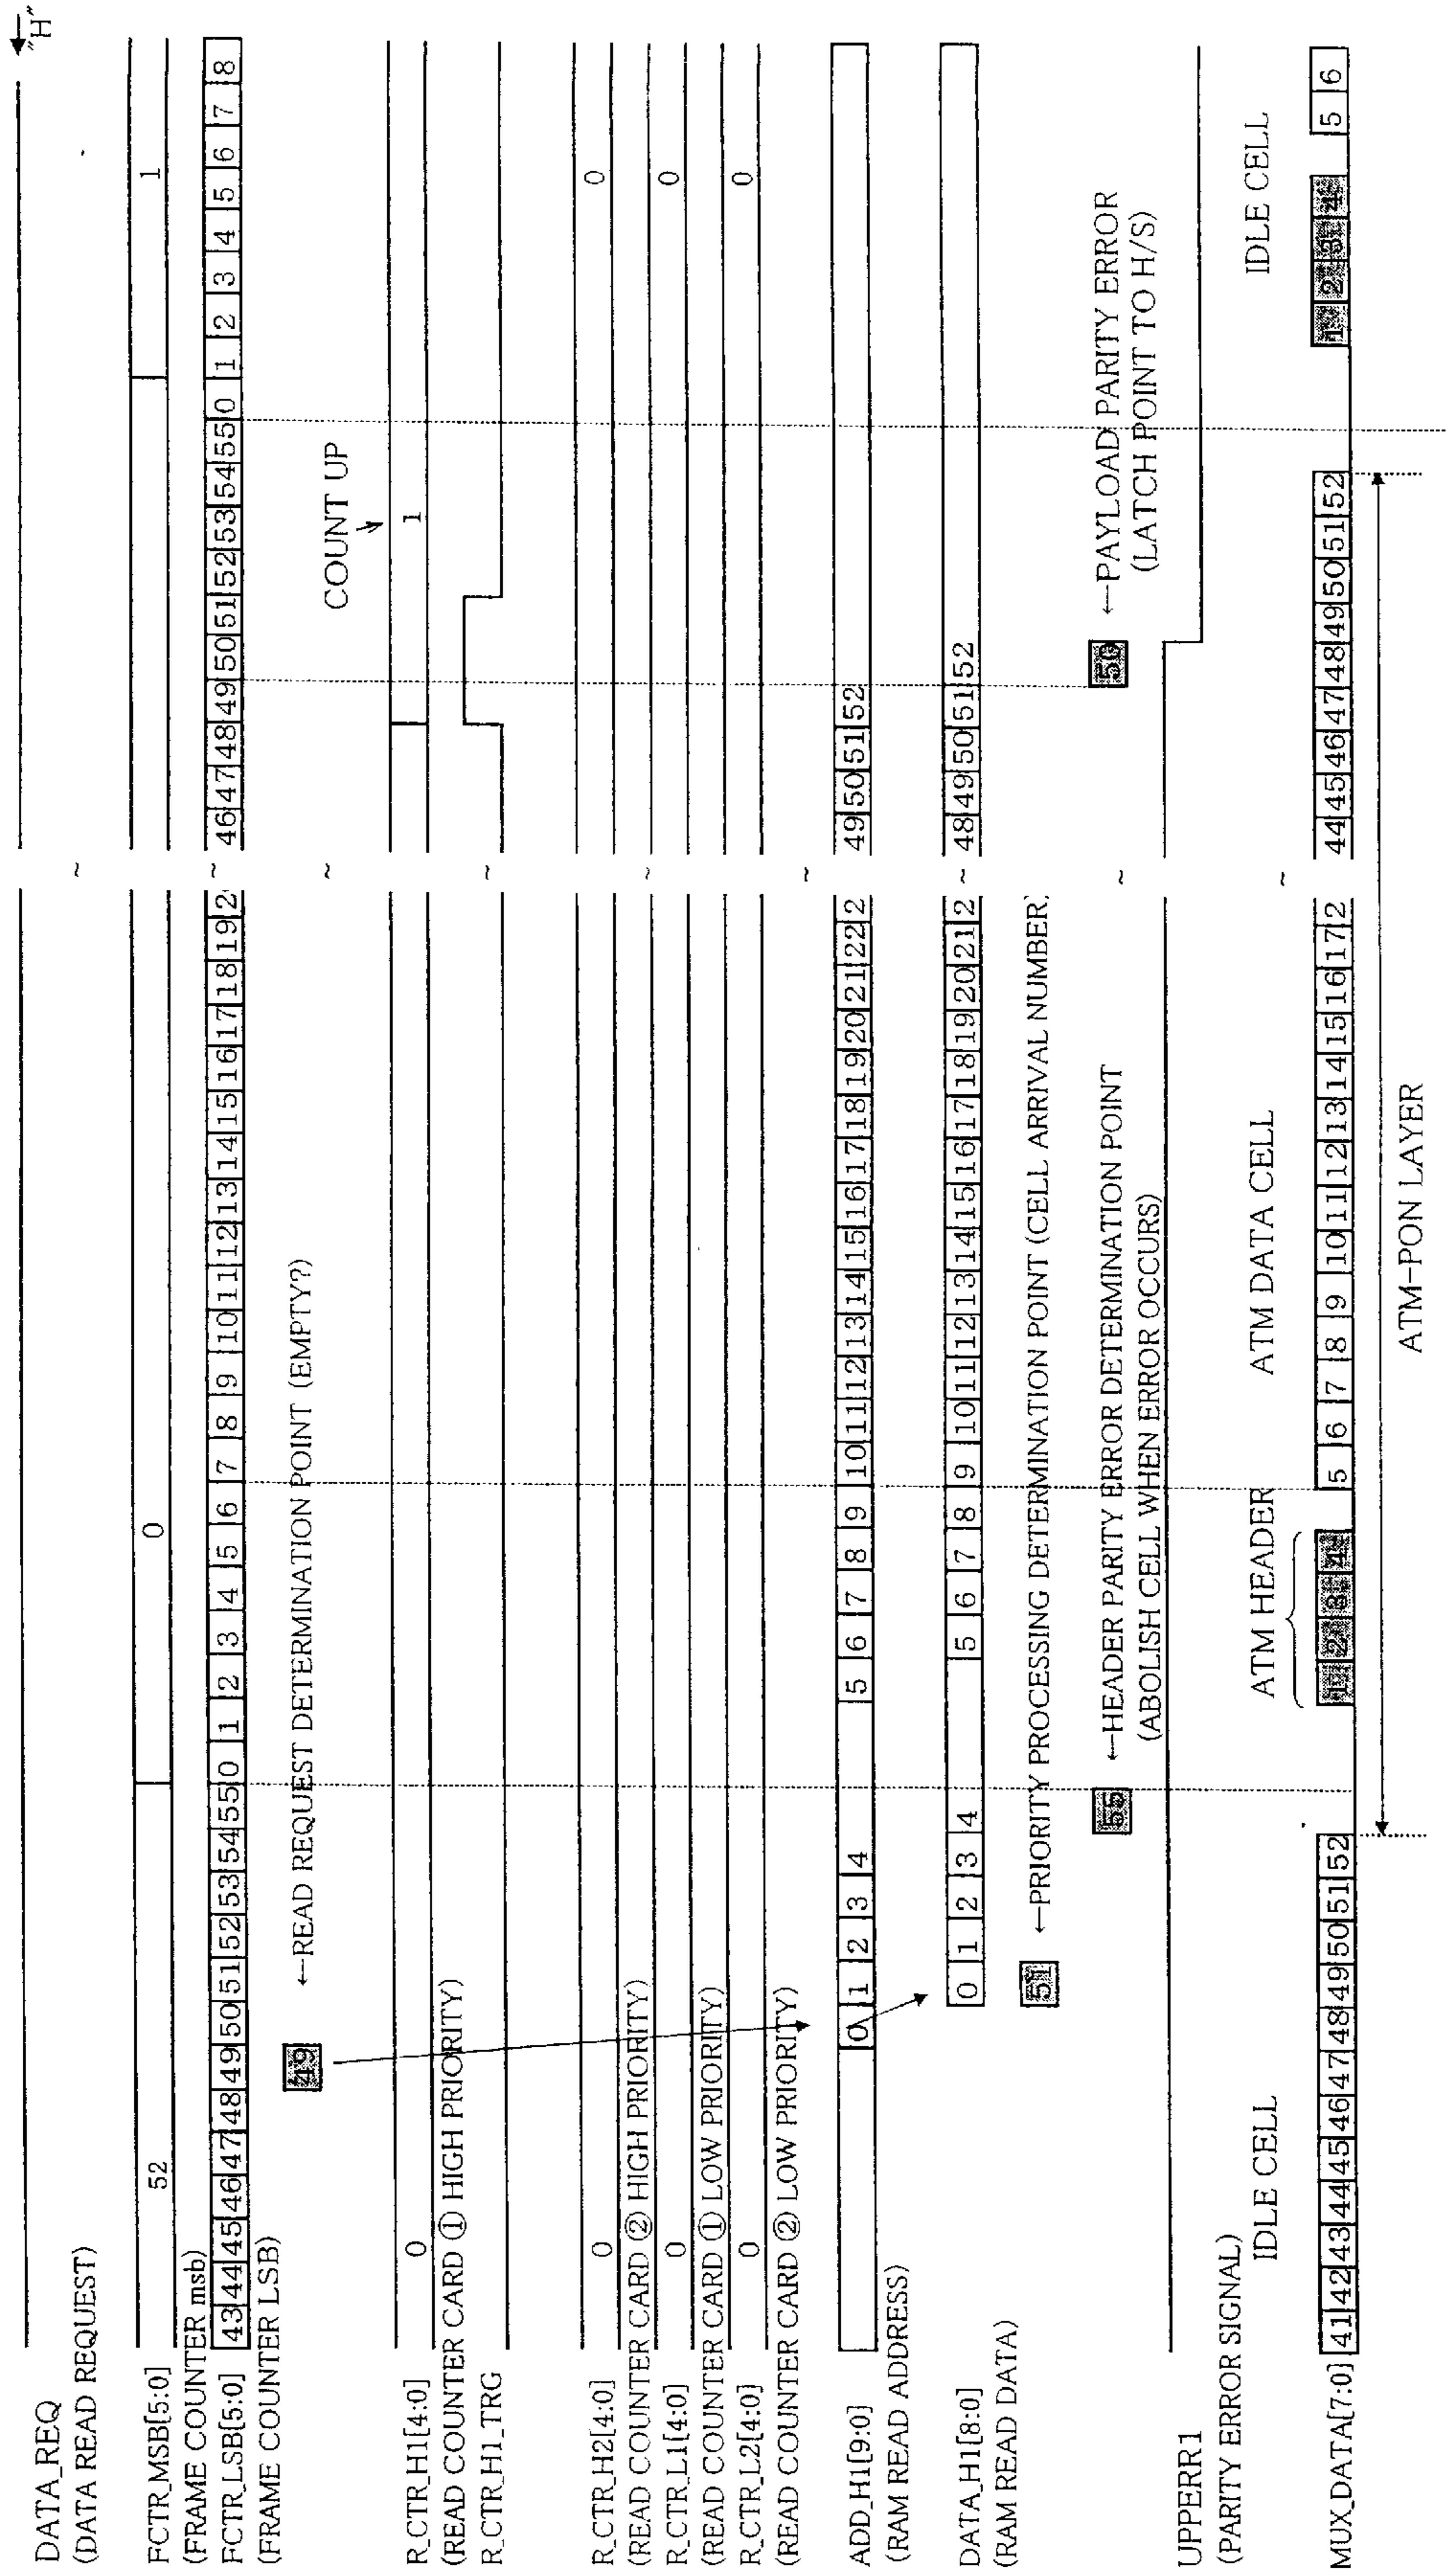 DATA_REQ
(DATA READ REQUEST)
"H"
FCTR_MSB[5:0]
52 0 1
(FRAME COUNTER msb)
FCTR_LSB[5:0]
43 44 45 46 47 48 49 50 51 52 53 54 55 0 1 2 3 4 5 6 7 8 9 10 11 12 13 14 15 16 17 18 19 2 ~ 46 47 48 49 50 51 52 53 54 55 0 1 2 3 4 5 6 7 8
(FRAME COUNTER LSB)
49 ←READ REQUEST DETERMINATION POINT (EMPTY?)
COUNT UP
R_CTR_H1[4:0]
0 1
(READ COUNTER CARD ① HIGH PRIORITY)
R_CTR_H1_TRG
R_CTR_H2[4:0]
0 0
(READ COUNTER CARD ② HIGH PRIORITY)
R_CTR_L1[4:0]
0 0
(READ COUNTER CARD ① LOW PRIORITY)
R_CTR_L2[4:0]
0 0
(READ COUNTER CARD ② LOW PRIORITY)
ADD_H1[9:0]
0 1 2 3 4 5 6 7 8 9 10 11 12 13 14 15 16 17 18 19 20 21 22 2 49 50 51 52
(RAM READ ADDRESS)
DATA_H1[8:0]
0 1 2 3 4 5 6 7 8 9 10 11 12 13 14 15 16 17 18 19 20 21 2 ~ 48 49 50 51 52
(RAM READ DATA)
51 ←PRIORITY PROCESSING DETERMINATION POINT (CELL ARRIVAL NUMBER)
55 ←HEADER PARITY ERROR DETERMINATION POINT
(ABOLISH CELL WHEN ERROR OCCURS)
50 ←PAYLOAD PARITY ERROR
(LATCH POINT TO H/S)
UPPERR1
(PARITY ERROR SIGNAL)
IDLE CELL
ATM HEADER
ATM DATA CELL
IDLE CELL
MUX_DATA[7:0]
41 42 43 44 45 46 47 48 49 50 51 52 1 2 3 4 5 6 7 8 9 10 11 12 13 14 15 16 17 2 44 45 46 47 48 49 50 51 52 1 2 3 4 5 6
ATM-PON LAYER